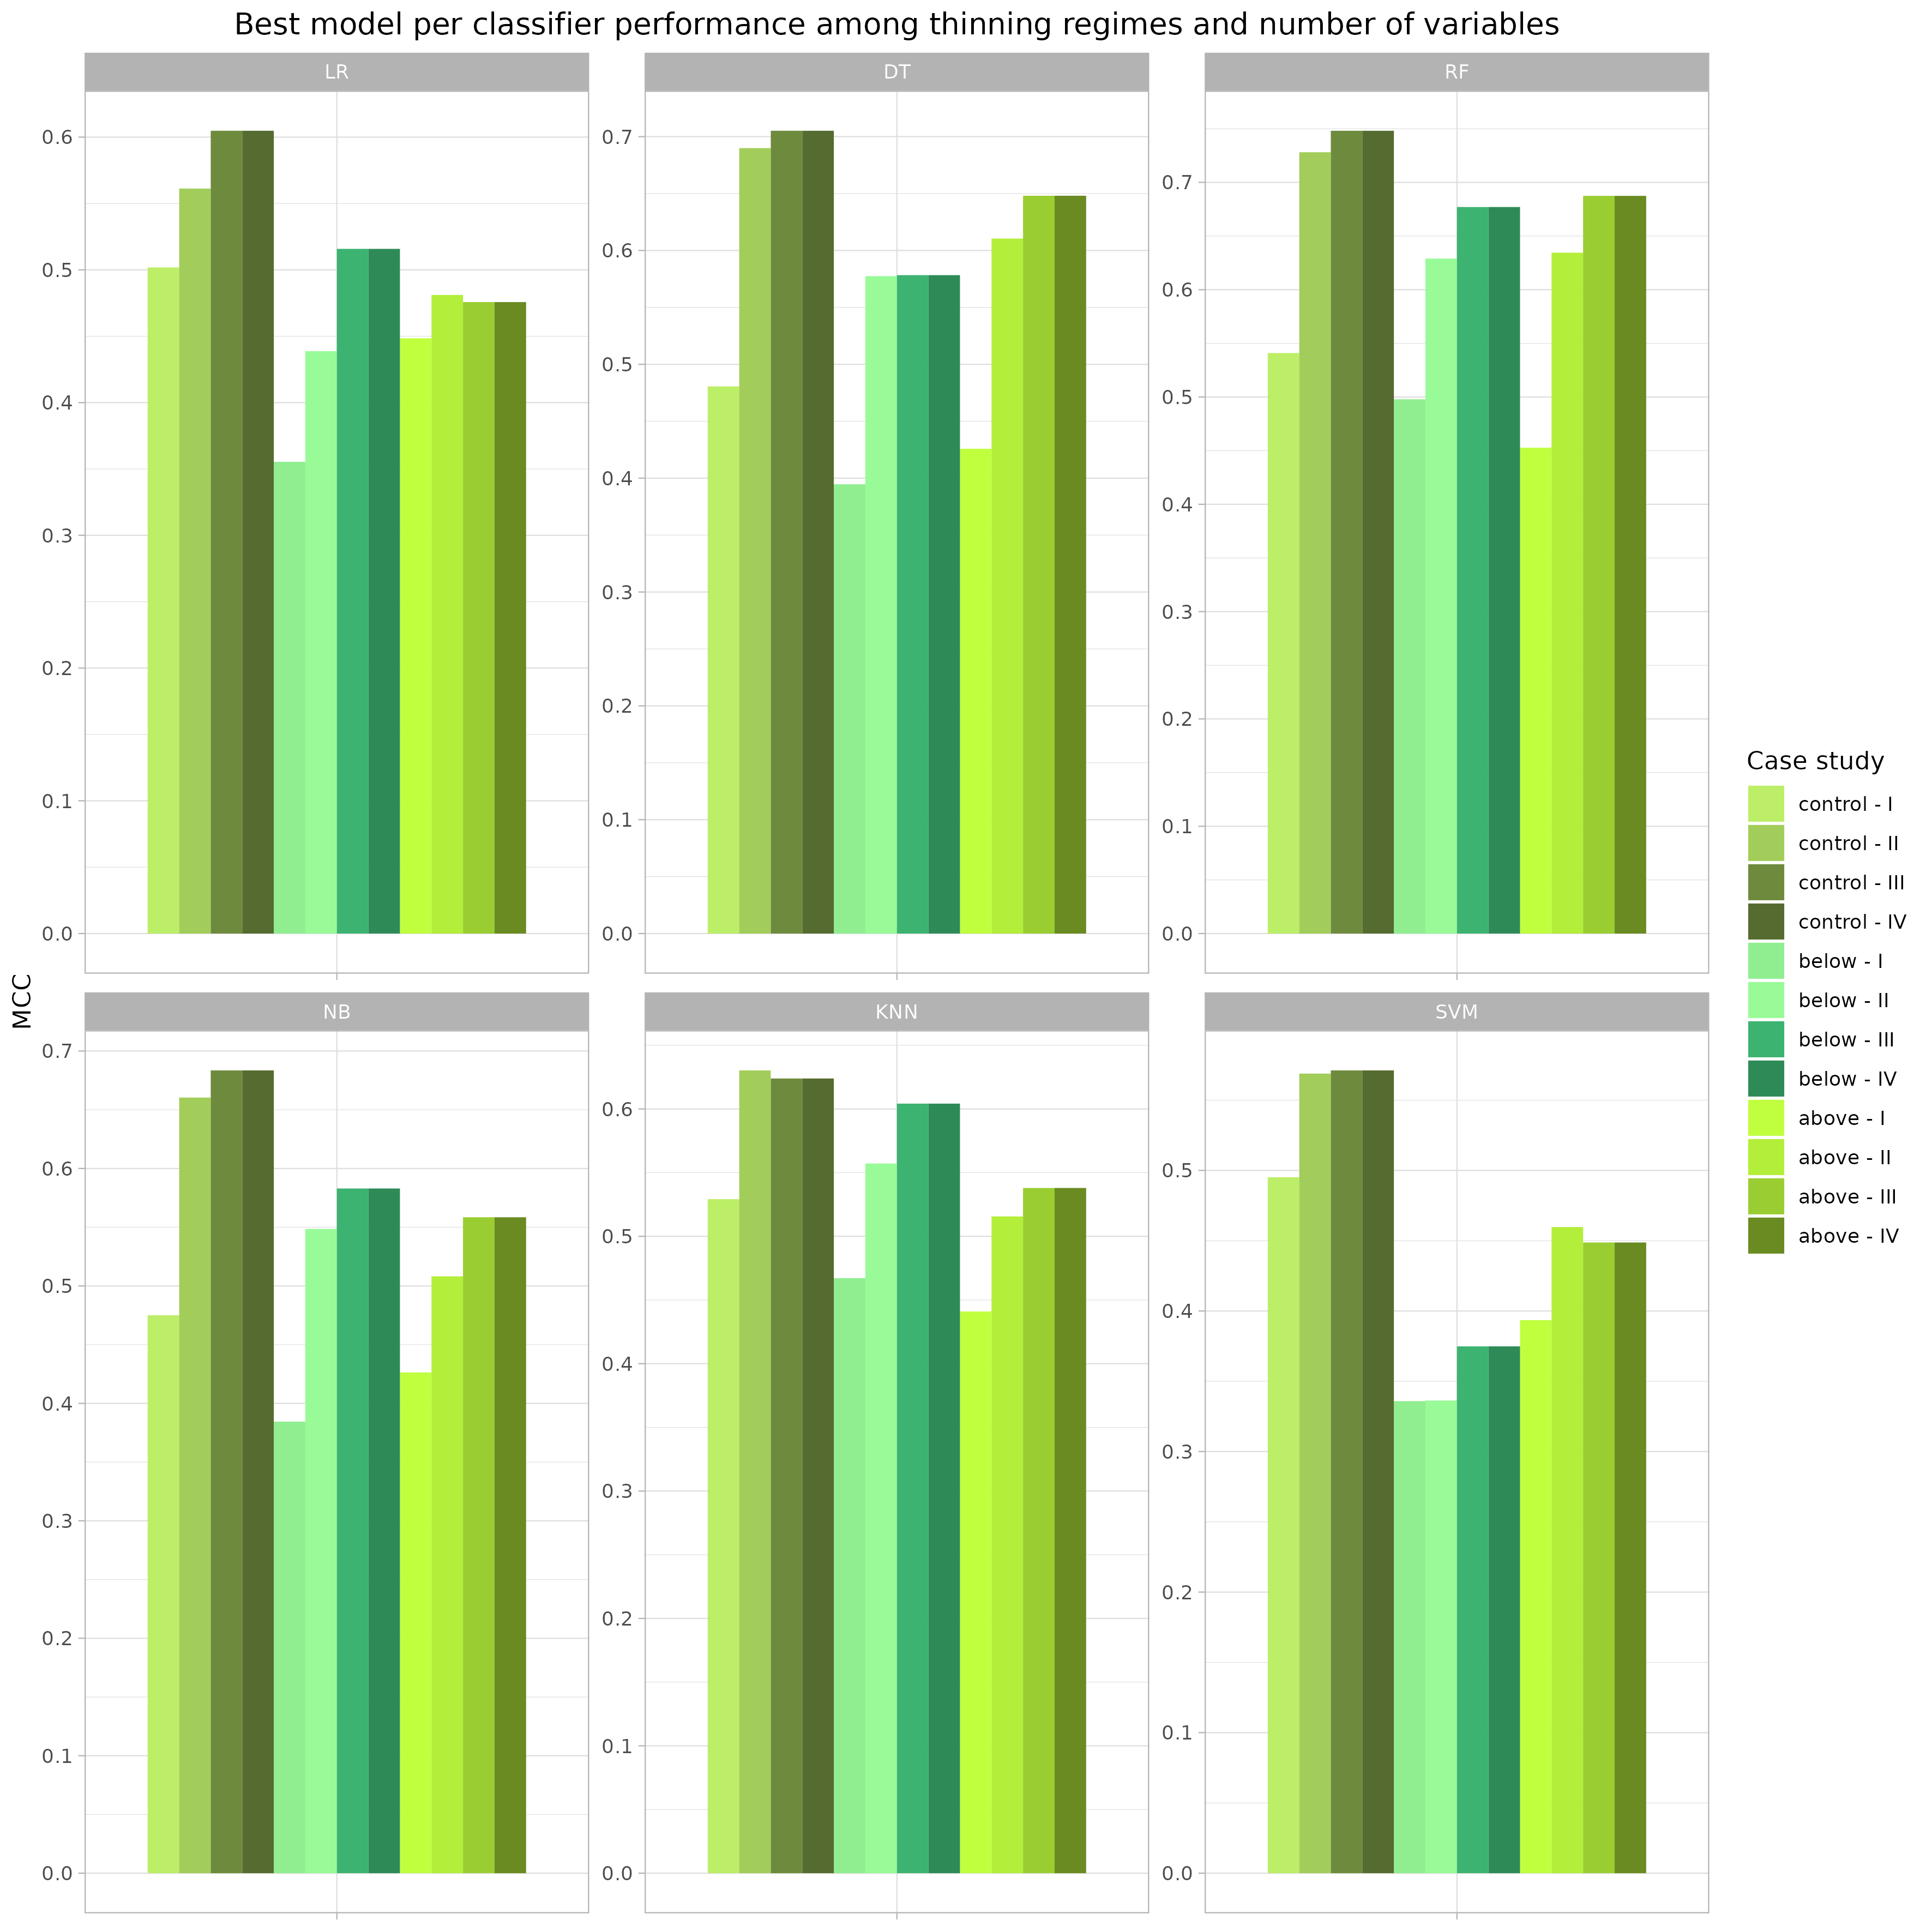 Best model per classifier performance among thinning regimes and number of variables
LR
DT
RF
0.6
0.5
0.4
0.3
0.2
0.1
0.0
0.7
0.6
0.5
0.4
0.3
0.2
0.1
0.0
0.7
0.6
0.5
0.4
0.3
0.2
0.1
0.0
MCC
NB
KNN
SVM
0.7
0.6
0.5
0.4
0.3
0.2
0.1
0.0
0.6
0.5
0.4
0.3
0.2
0.1
0.0
0.5
0.4
0.3
0.2
0.1
0.0
Case study
control - I
control - II
control - III
control - IV
below - I
below - II
below - III
below - IV
above - I
above - II
above - III
above - IV